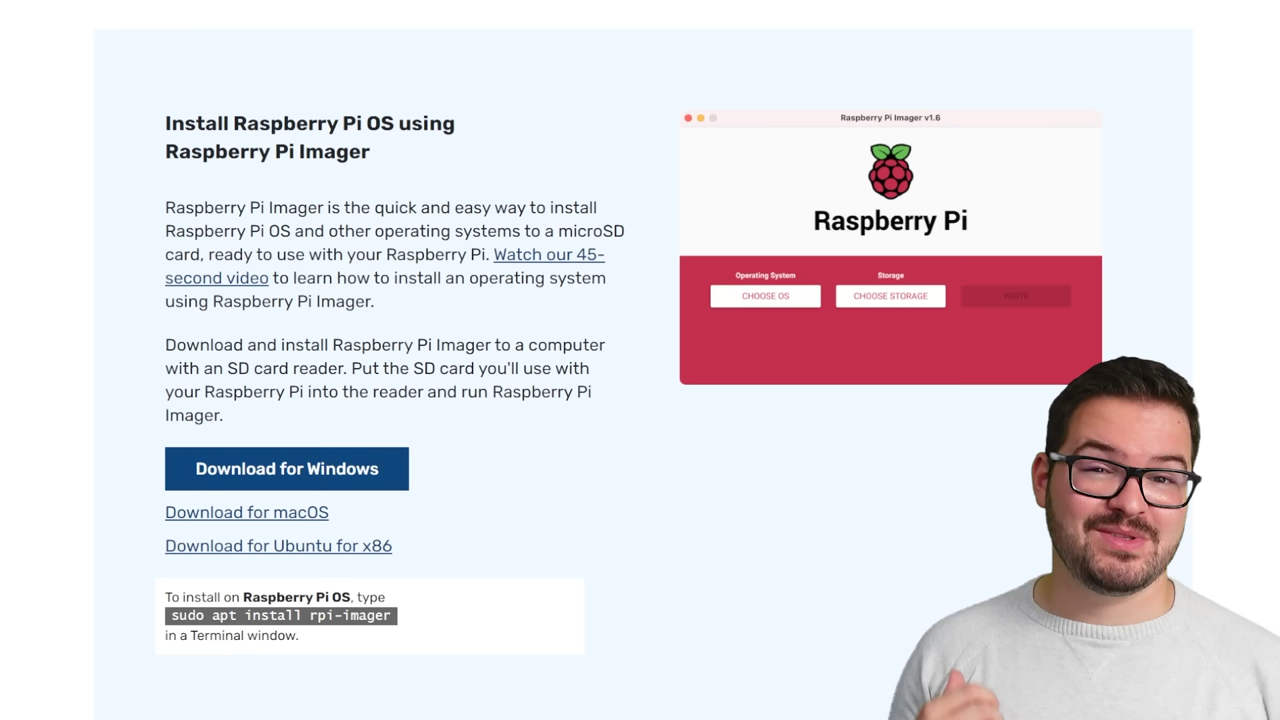 Install Raspberry Pi OS using
Raspberry Pi Imager
Raspberry Pi Imager is the quick and easy way to install
Raspberry Pi OS and other operating systems to a microSD
card, ready to use with your Raspberry Pi. Watch our 45-
second video to learn how to install an operating system
using Raspberry Pi Imager.
Download and install Raspberry Pi Imager to a computer
with an SD card reader. Put the SD card you'll use with
your Raspberry Pi into the reader and run Raspberry Pi
Imager.
Download for Windows
Download for macOS
Download for Ubuntu for x86
To install on Raspberry Pi OS, type
sudo apt install rpi-imager
in a Terminal window.
Raspberry Pi Imager v1.6
Raspberry Pi
Operating System
Storage
CHOOSE OS
CHOOSE STORAGE
WRITE